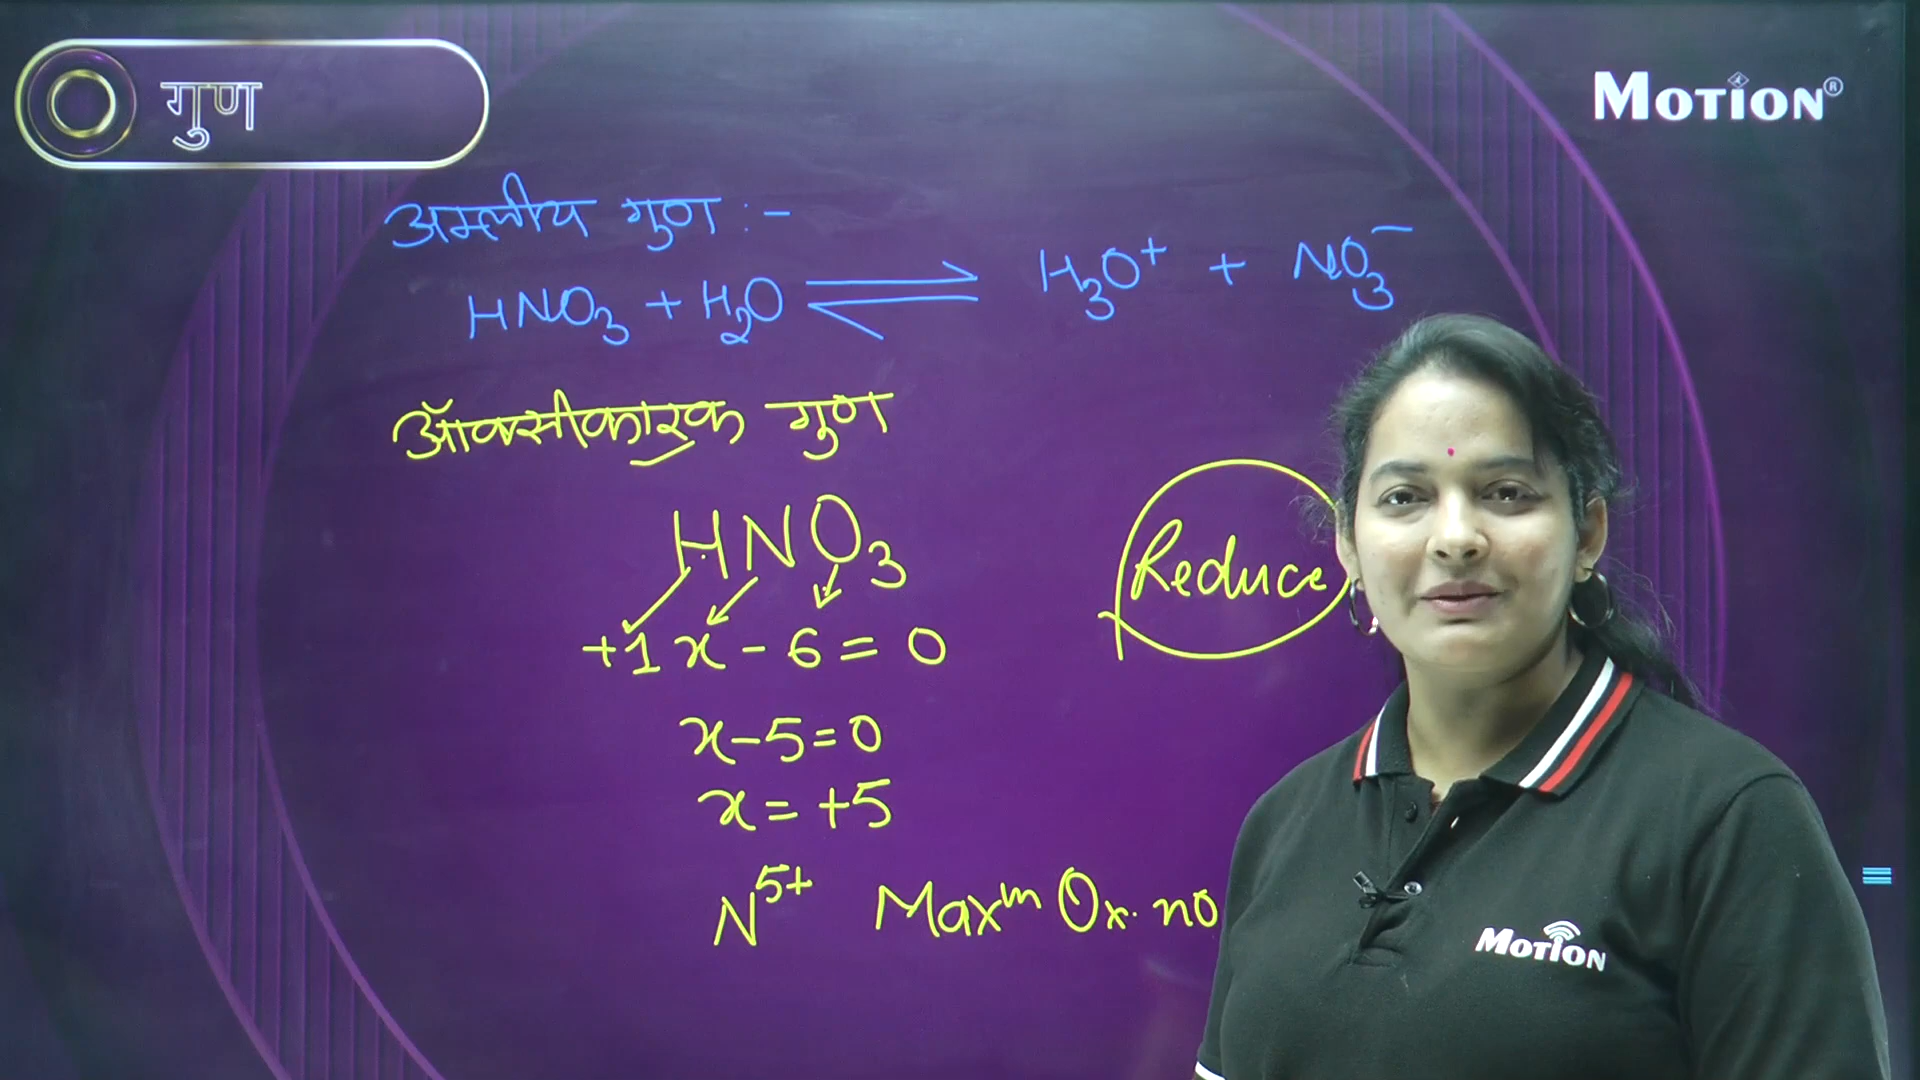 गुण
MOTION®
अम्लीय गुण :-
HNO₃ + H₂O ⇌ H₃O⁺ + NO₃⁻
ऑक्सीकारक गुण
HNO₃
+1 x - 6 = 0
Reduce
x - 5 = 0
x = +5
N⁵⁺ Maxᵐ Ox. no
MOTION